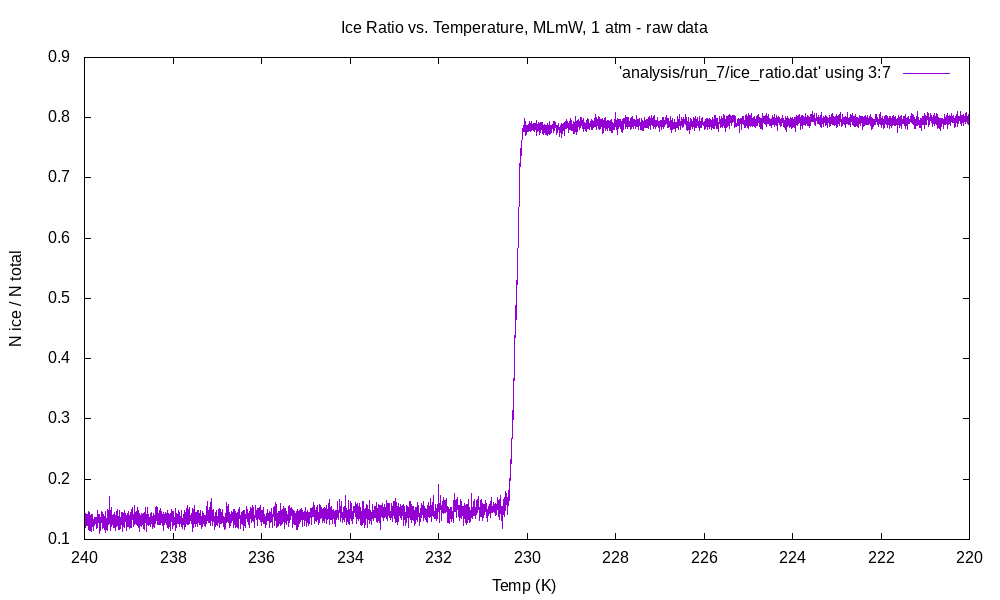 Ice Ratio vs. Temperature, MLmW, 1 atm - raw data
'analysis/run_7/ice_ratio.dat' using 3:7
0.9
0.8
0.7
0.6
0.5
0.4
0.3
0.2
0.1
N ice / N total
240 238 236 234 232 230 228 226 224 222 220
Temp (K)